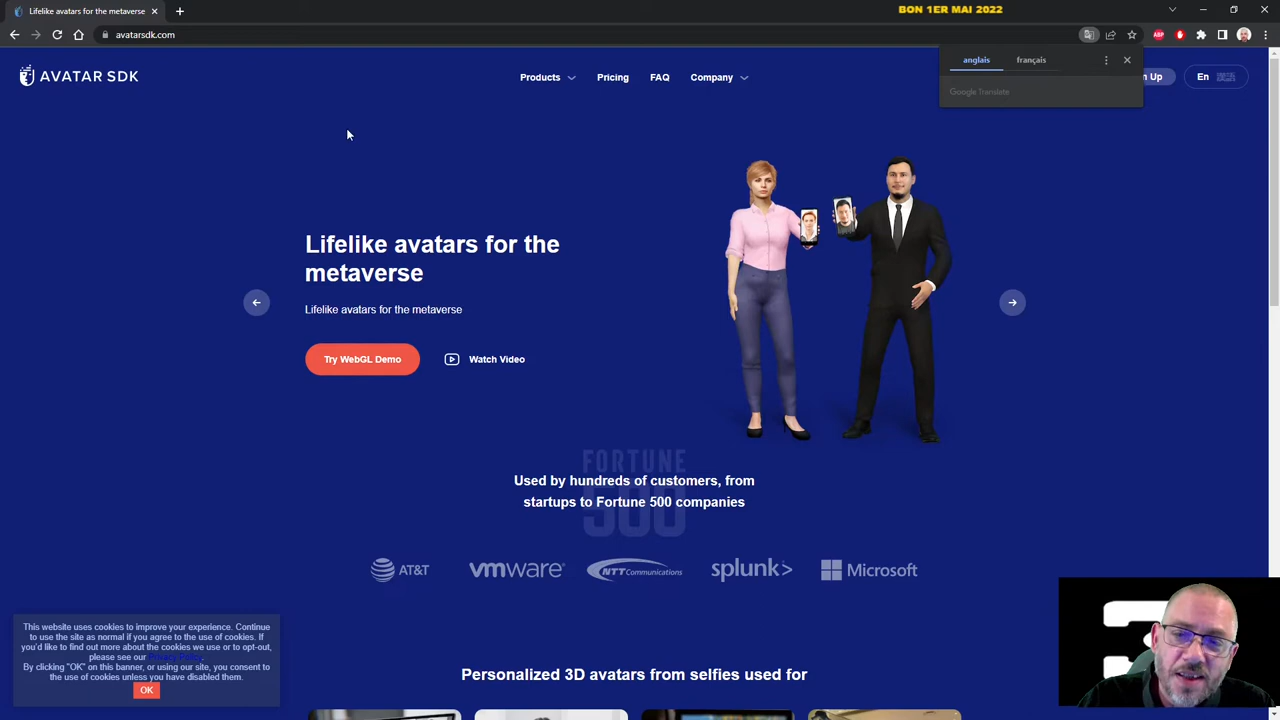 Lifelike avatars for the metaverse
BON 1ER MAI 2022
avatarsdk.com
AVATAR SDK
Products
Pricing
FAQ
Company
anglais
français
Google Translate
n Up
En
Lifelike avatars for the
metaverse
Lifelike avatars for the metaverse
Try WebGL Demo
Watch Video
FORTUNE
500
Used by hundreds of customers, from
startups to Fortune 500 companies
AT&T
vmware
NTT Communications
splunk>
Microsoft
This website uses cookies to improve your experience. Continue
to use the site as normal if you agree to the use of cookies. If
you'd like to find out more about the cookies we use or to opt-out,
please see our Privacy Policy.
By clicking "OK" on this banner, or using our site, you consent to
the use of cookies unless you have disabled them.
OK
Personalized 3D avatars from selfies used for